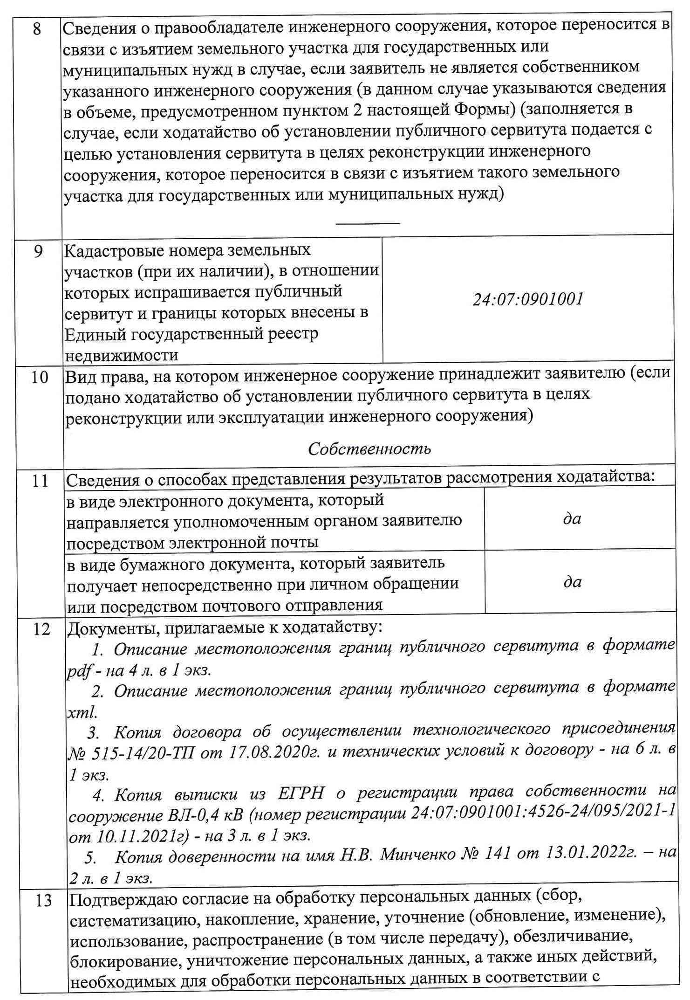 8
Сведения о правообладателе инженерного сооружения, которое переносится в
связи с изъятием земельного участка для государственных или
муниципальных нужд в случае, если заявитель не является собственником
указанного инженерного сооружения (в данном случае указываются сведения
в объеме, предусмотренном пунктом 2 настоящей Формы) (заполняется в
случае, если ходатайство об установлении публичного сервитута подается с
целью установления сервитута в целях реконструкции инженерного
сооружения, которое переносится в связи с изъятием такого земельного
участка для государственных или муниципальных нужд)
9
Кадастровые номера земельных
участков (при их наличии), в отношении
которых испрашивается публичный
сервитут и границы которых внесены в
Единый государственный реестр
недвижимости
24:07:0901001
10
Вид права, на котором инженерное сооружение принадлежит заявителю (если
подано ходатайство об установлении публичного сервитута в целях
реконструкции или эксплуатации инженерного сооружения)
Собственность
11
Сведения о способах представления результатов рассмотрения ходатайства:
в виде электронного документа, который
направляется уполномоченным органом заявителю
посредством электронной почты
да
в виде бумажного документа, который заявитель
получает непосредственно при личном обращении
или посредством почтового отправления
да
12
Документы, прилагаемые к ходатайству:
1. Описание местоположения границ публичного сервитута в формате
pdf - на 4 л. в 1 экз.
2. Описание местоположения границ публичного сервитута в формате
xml.
3. Копия договора об осуществлении технологического присоединения
№ 515-14/20-ТП от 17.08.2020г. и технических условий к договору - на 6 л. в
1 экз.
4. Копия выписки из ЕГРН о регистрации права собственности на
сооружение ВЛ-0,4 кВ (номер регистрации 24:07:0901001:4526-24/095/2021-1
от 10.11.2021г) - на 3 л. в 1 экз.
5. Копия доверенности на имя Н.В. Минченко № 141 от 13.01.2022г. – на
2 л. в 1 экз.
13
Подтверждаю согласие на обработку персональных данных (сбор,
систематизацию, накопление, хранение, уточнение (обновление, изменение),
использование, распространение (в том числе передачу), обезличивание,
блокирование, уничтожение персональных данных, а также иных действий,
необходимых для обработки персональных данных в соответствии с